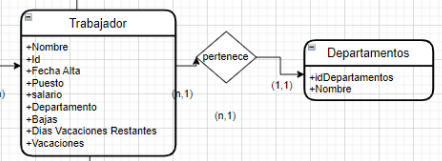 Trabajador
+Nombre
+Id
+Fecha Alta
+Puesto
+salario
+Departamento
+Bajas
+Dias Vacaciones Restantes
+Vacaciones
(n,1)
pertenece
(n,1)
(1,1)
Departamentos
+idDepartamentos
+Nombre